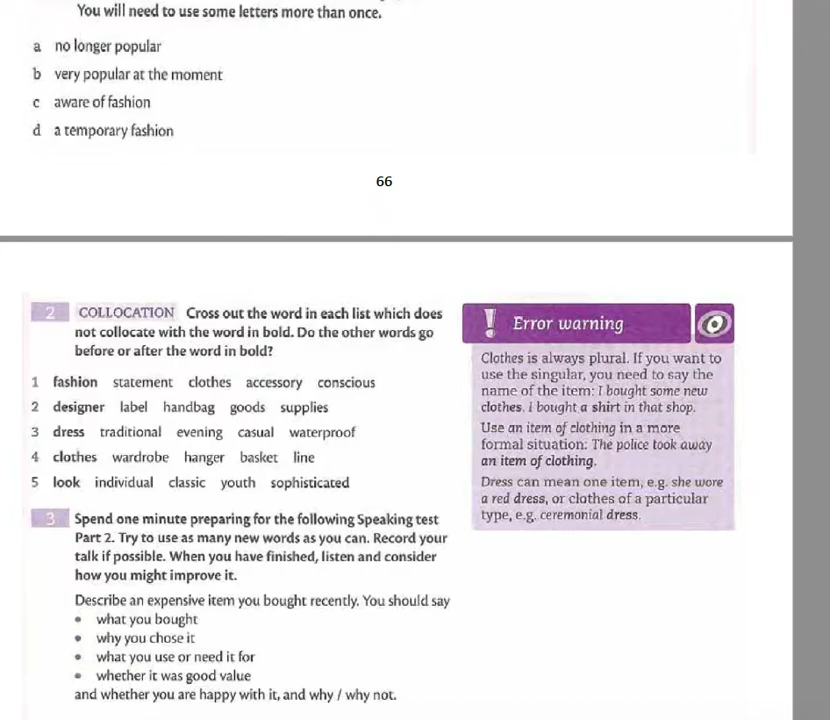 You will need to use some letters more than once.
a no longer popular
b very popular at the moment
c aware of fashion
d a temporary fashion
66
2 COLLOCATION Cross out the word in each list which does
not collocate with the word in bold. Do the other words go
before or after the word in bold?
1 fashion statement clothes accessory conscious
2 designer label handbag goods supplies
3 dress traditional evening casual waterproof
4 clothes wardrobe hanger basket line
5 look individual classic youth sophisticated
3 Spend one minute preparing for the following Speaking test
Part 2. Try to use as many new words as you can. Record your
talk if possible. When you have finished, listen and consider
how you might improve it.
Describe an expensive item you bought recently. You should say
• what you bought
• why you chose it
• what you use or need it for
• whether it was good value
and whether you are happy with it, and why / why not.
! Error warning
Clothes is always plural. If you want to
use the singular, you need to say the
name of the item: I bought some new
clothes. I bought a shirt in that shop.
Use an item of clothing in a more
formal situation: The police took away
an item of clothing.
Dress can mean one item, e.g. she wore
a red dress, or clothes of a particular
type, e.g. ceremonial dress.